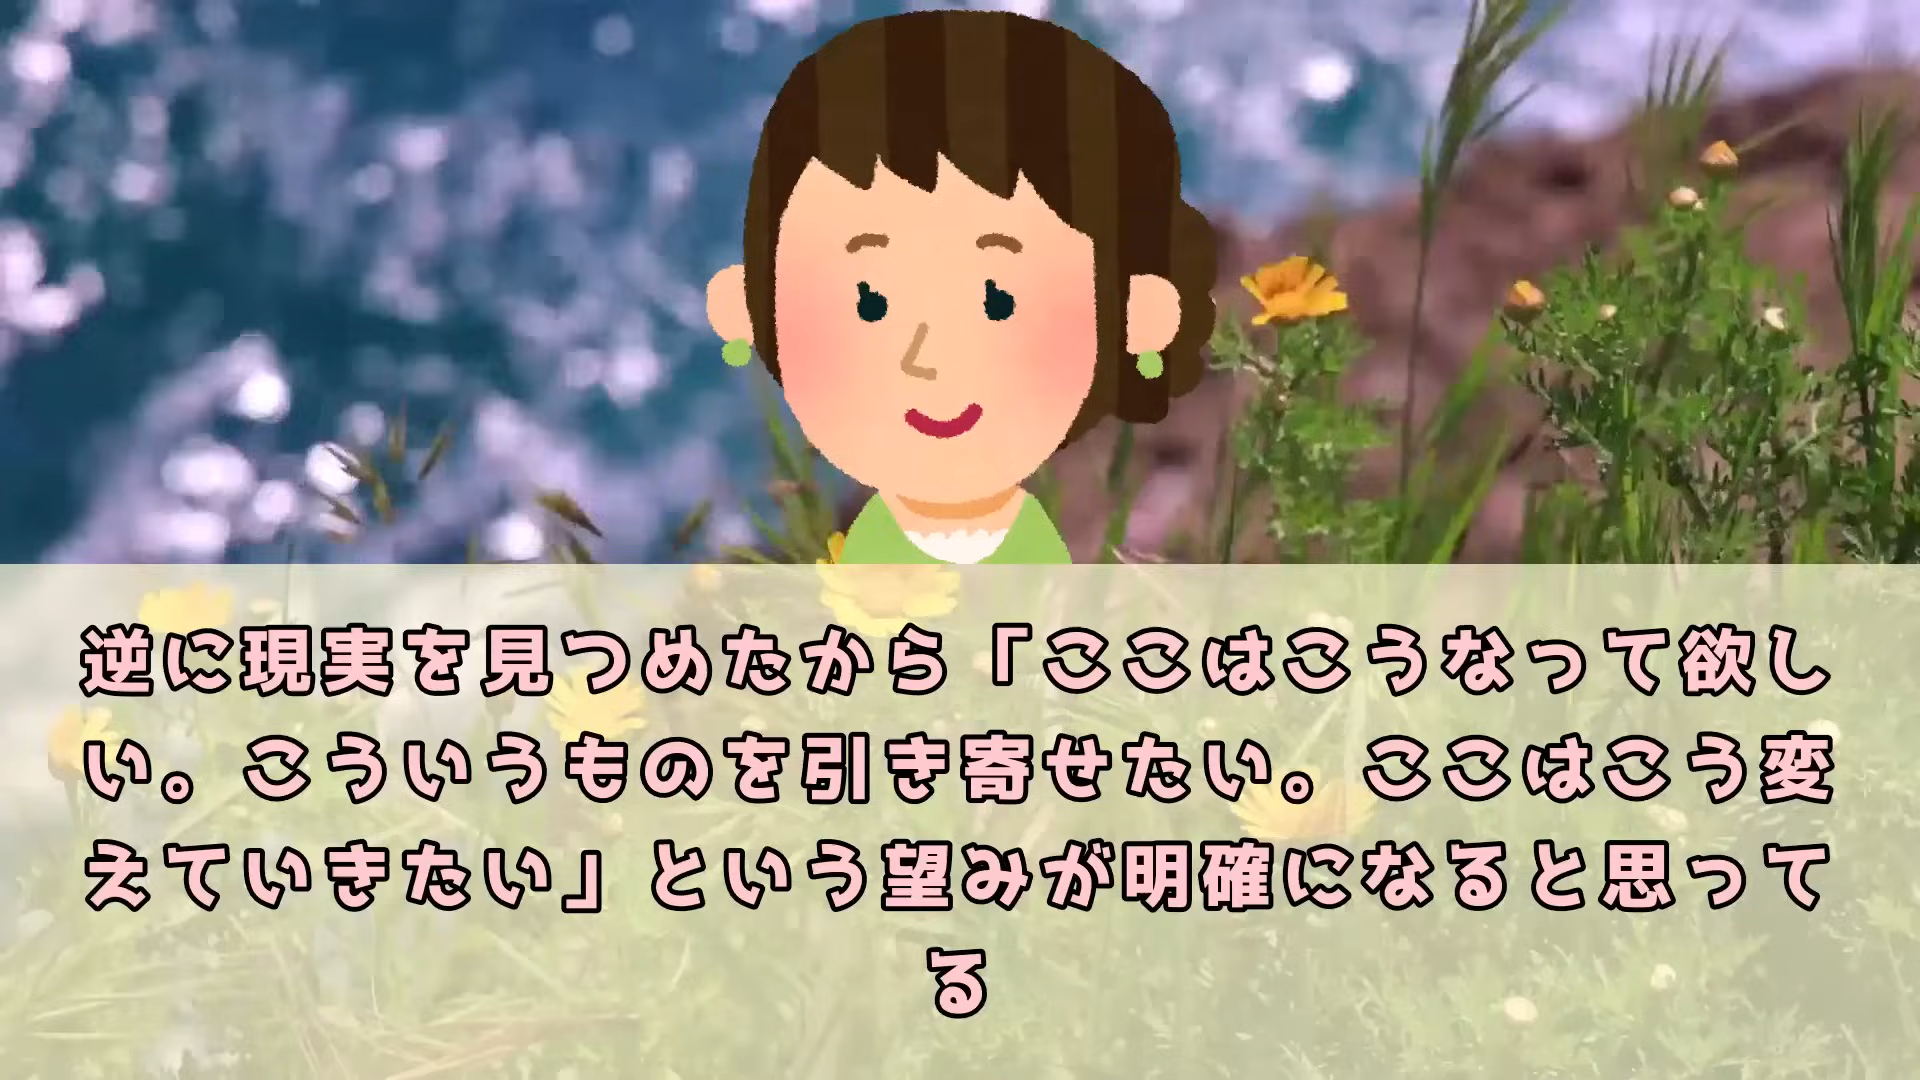 逆に現実を見つめたから「ここはこうなって欲し
い。こういうものを引き寄せたい。ここはこう変
えていきたい」という望みが明確になると思って
る